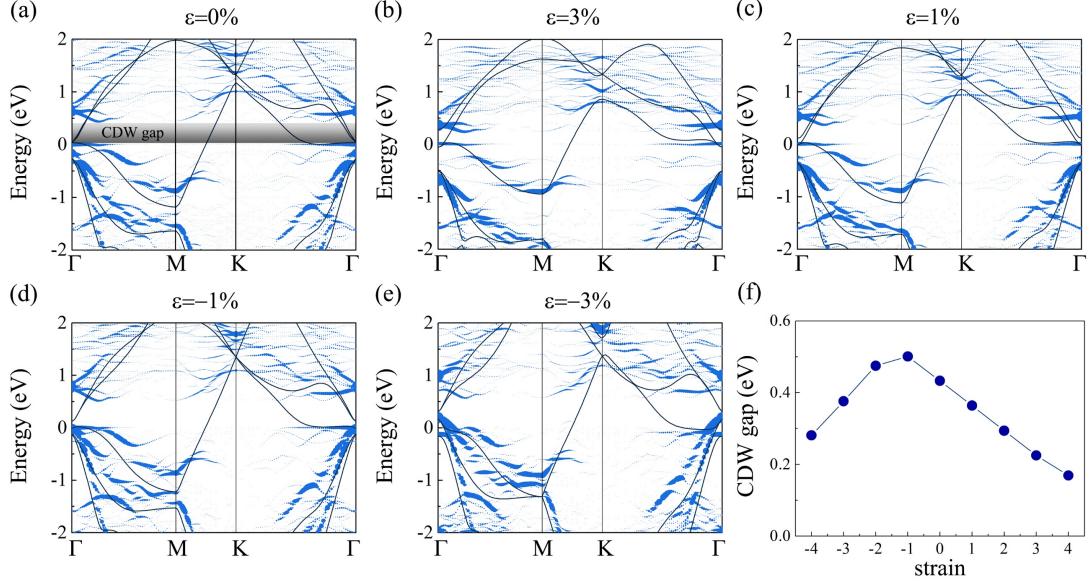 (a)
ε=0%
Energy (eV)
2
1
0
-1
-2
CDW gap
Γ
M
K
Γ
(b)
ε=3%
Energy (eV)
2
1
0
-1
-2
Γ
M
K
Γ
(c)
ε=1%
Energy (eV)
2
1
0
-1
-2
Γ
M
K
Γ
(d)
ε=−1%
Energy (eV)
2
1
0
-1
-2
Γ
M
K
Γ
(e)
ε=−3%
Energy (eV)
2
1
0
-1
-2
Γ
M
K
Γ
(f)
CDW gap (eV)
0.6
0.4
0.2
0.0
-4 -3 -2 -1 0 1 2 3 4
strain